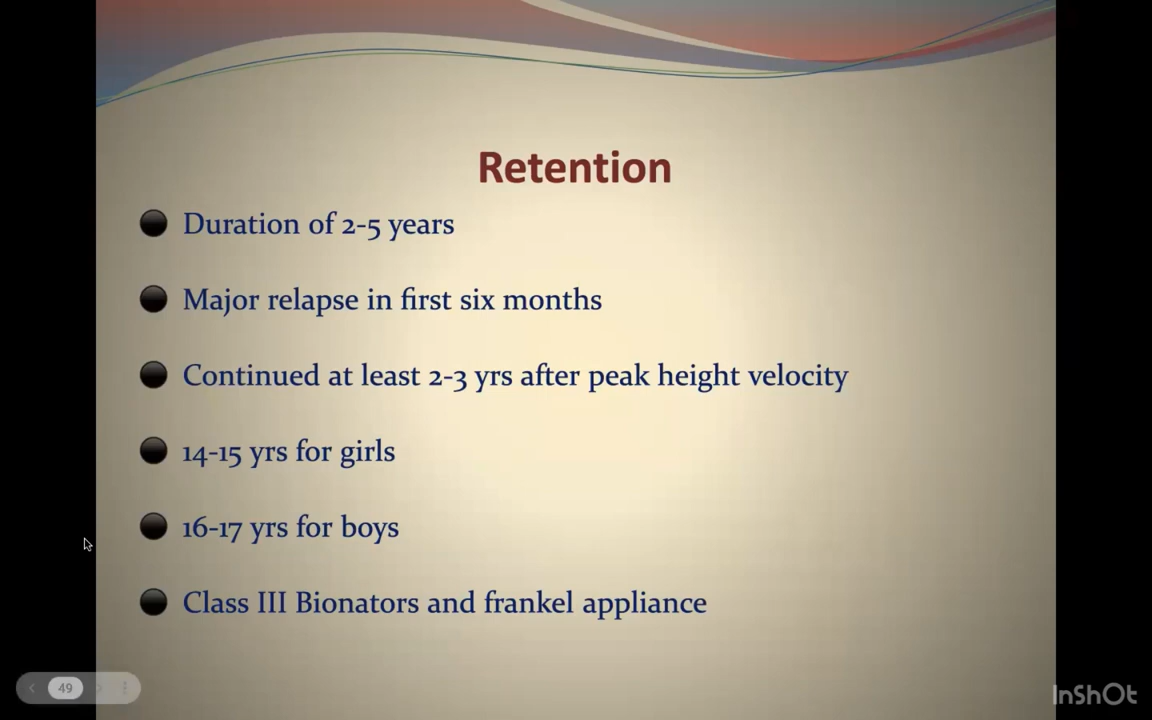 Retention
Duration of 2-5 years
Major relapse in first six months
Continued at least 2-3 yrs after peak height velocity
14-15 yrs for girls
16-17 yrs for boys
Class III Bionators and frankel appliance
49
InShOt